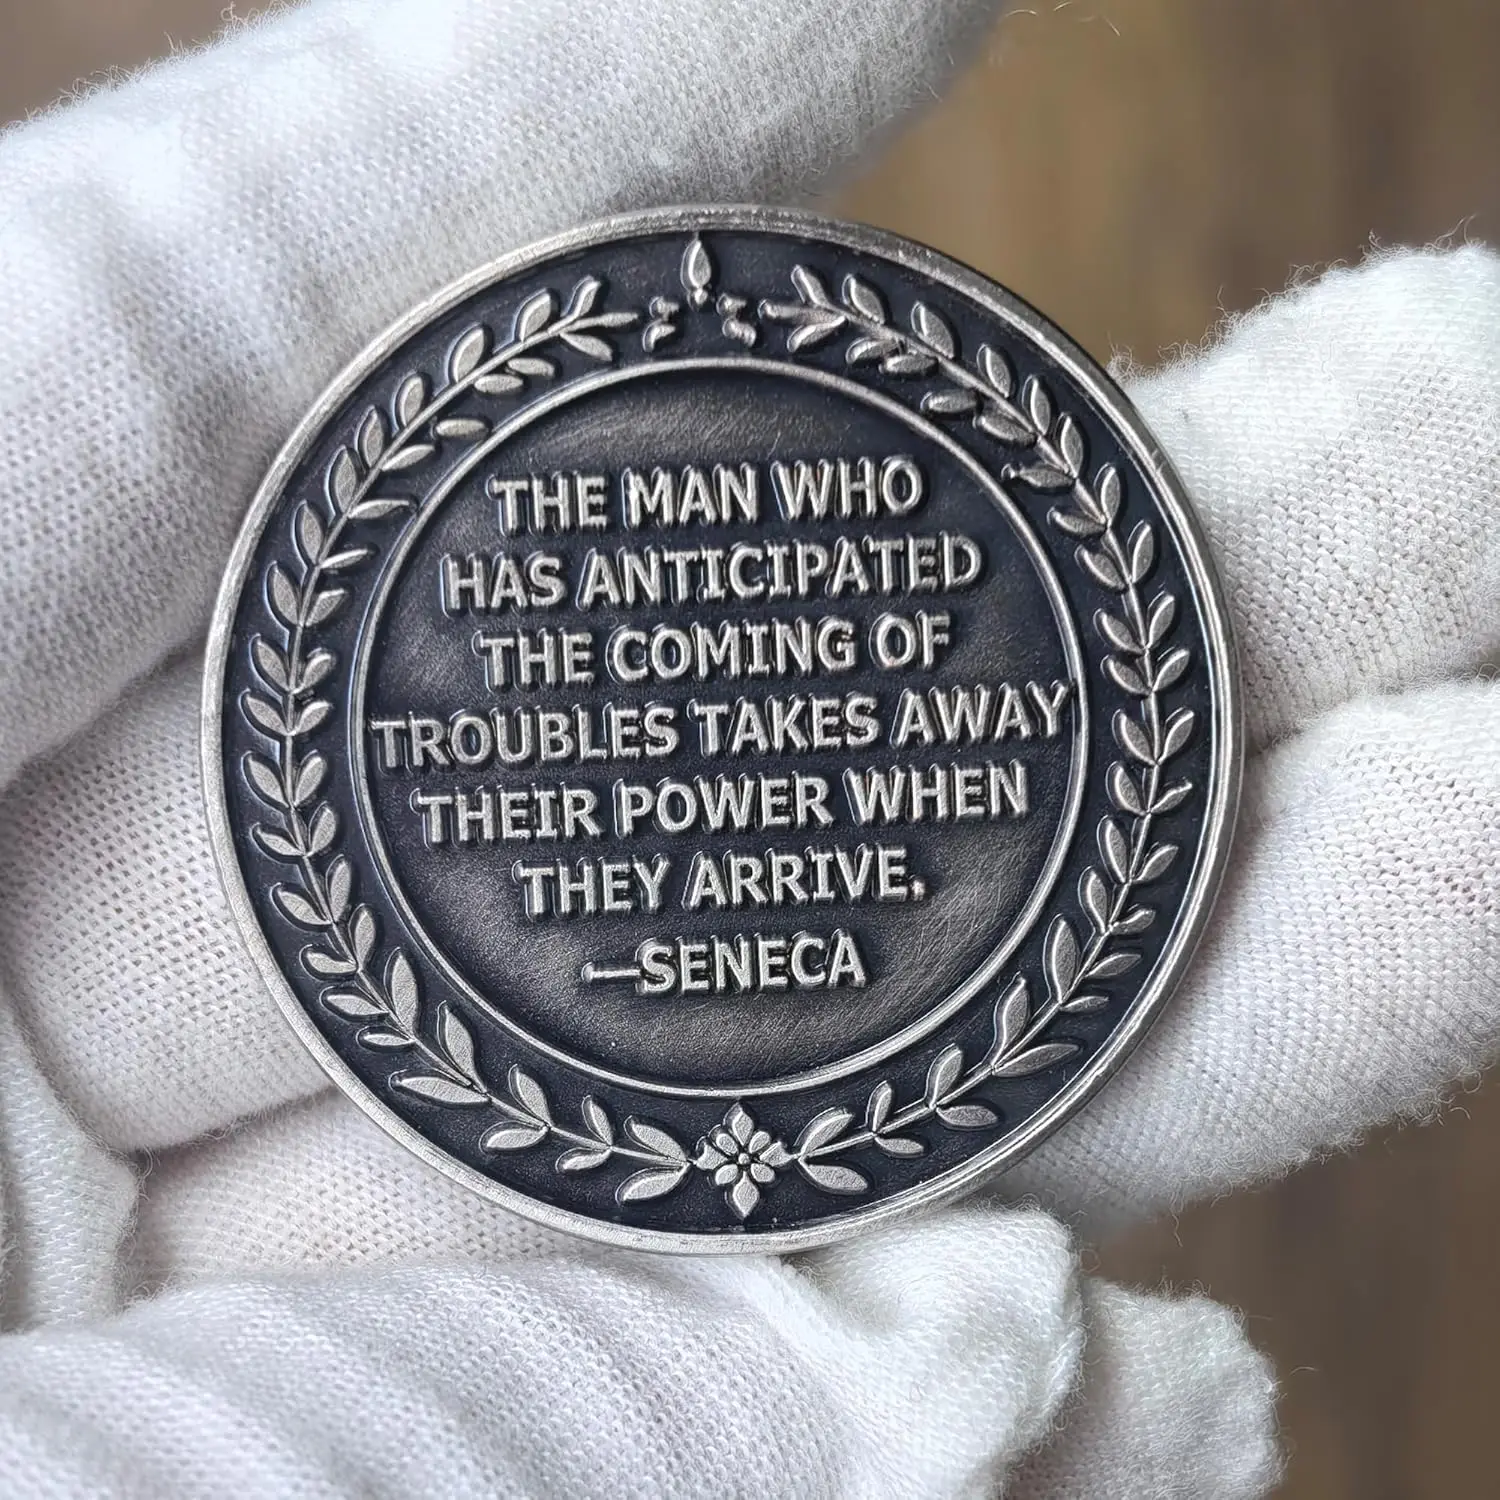 THE MAN WHO
HAS ANTICIPATED
THE COMING OF
TROUBLES TAKES AWAY
THEIR POWER WHEN
THEY ARRIVE.
—SENECA